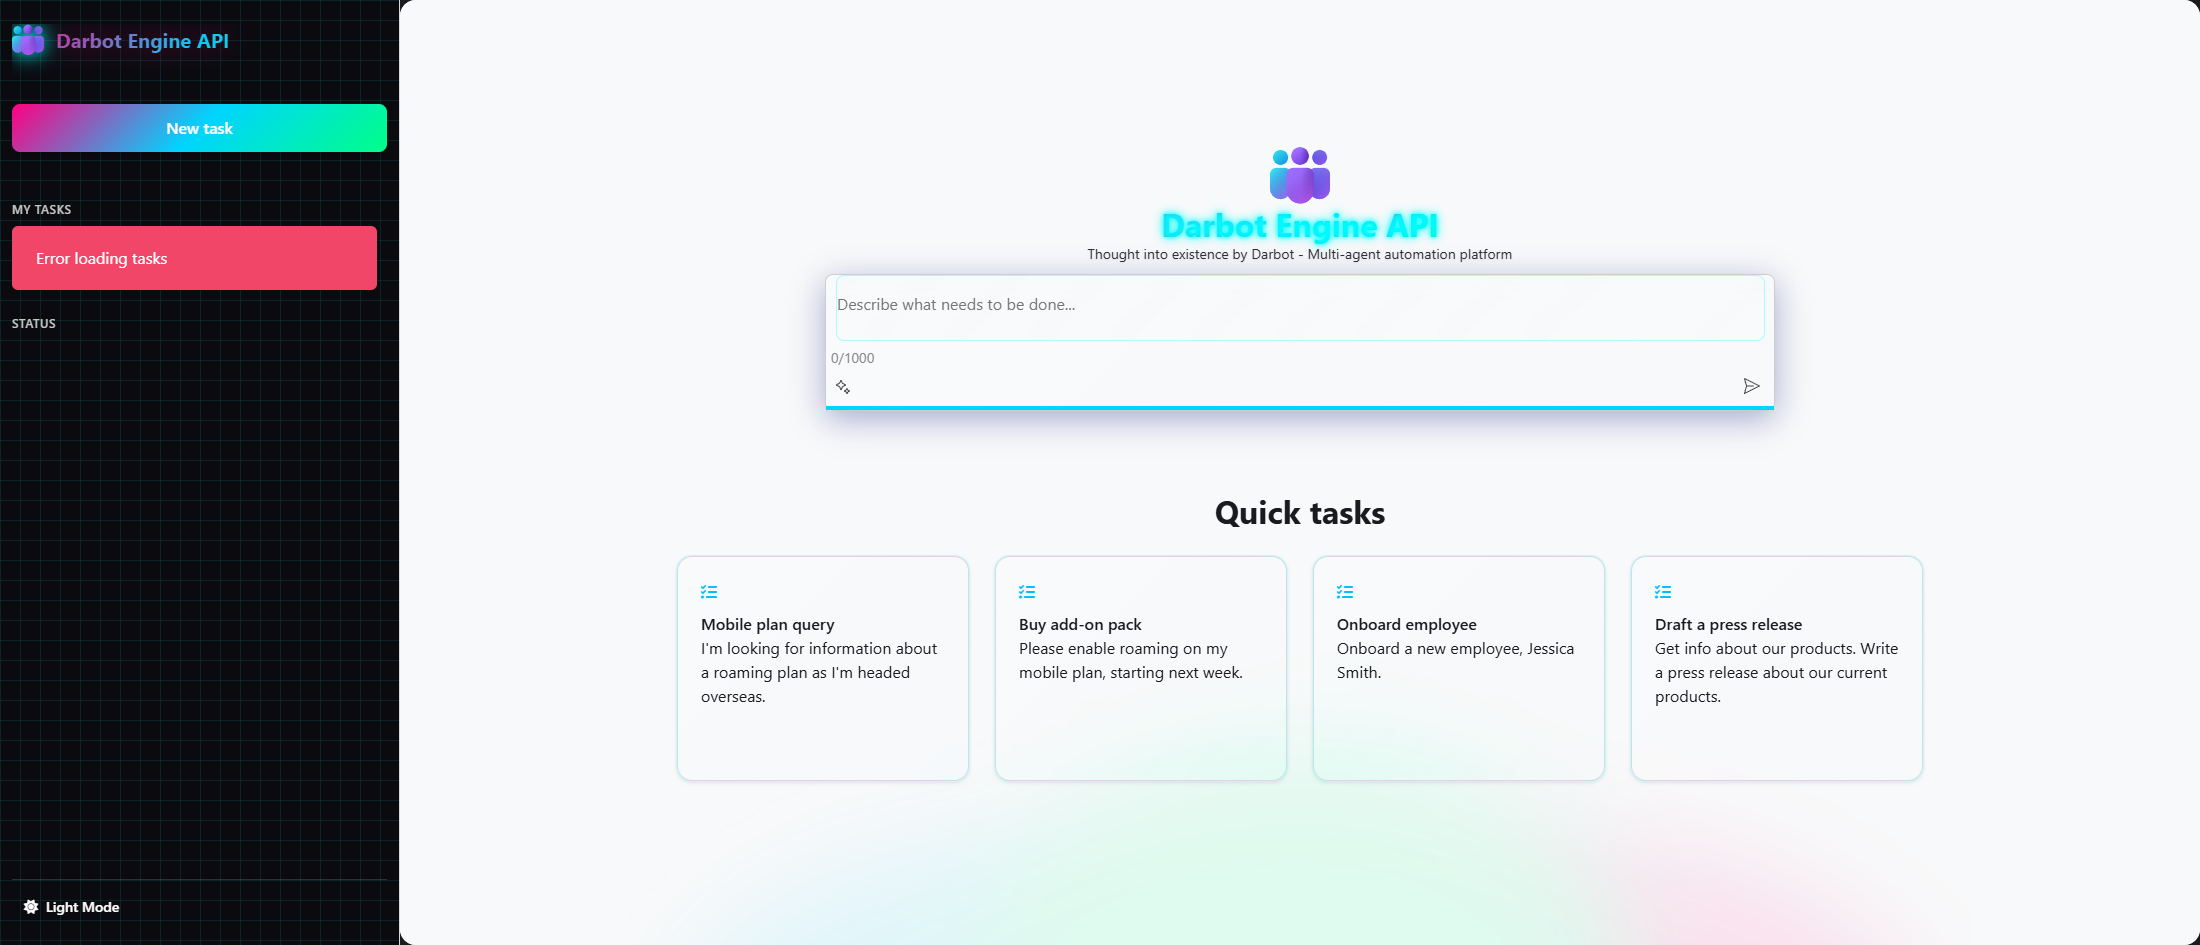 Darbot Engine API
New task
MY TASKS
Error loading tasks
STATUS
Light Mode
Darbot Engine API
Thought into existence by Darbot - Multi-agent automation platform
Describe what needs to be done...
0/1000
Quick tasks
Mobile plan query
I'm looking for information about
a roaming plan as I'm headed
overseas.
Buy add-on pack
Please enable roaming on my
mobile plan, starting next week.
Onboard employee
Onboard a new employee, Jessica
Smith.
Draft a press release
Get info about our products. Write
a press release about our current
products.